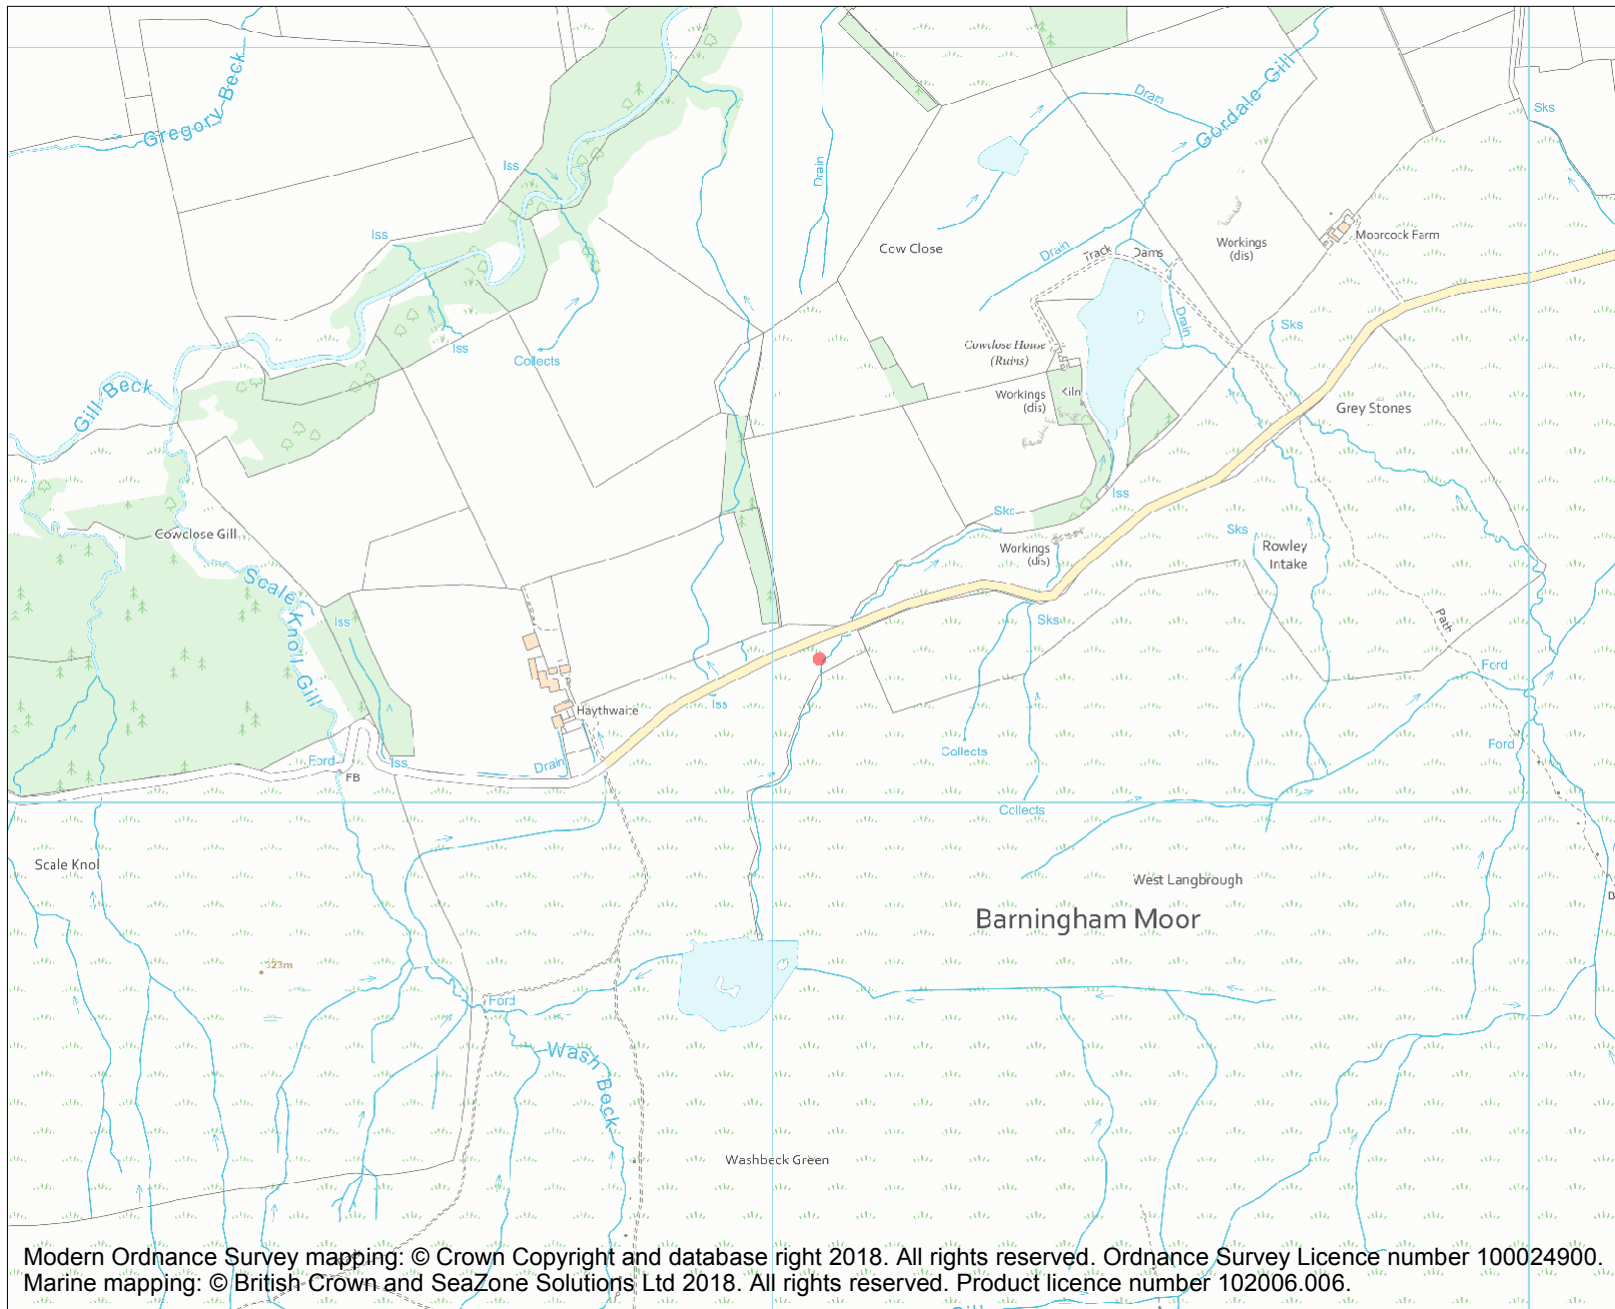 Gregory Beck
Iss
Drain
Gordale Gill
Sks
Drain
Iss
Cow Close
Drain
Track
Dams
Workings
(dis)
Moorcock Farm
Drain
Sks
Iss
Collects
Cowclose House
(Ruins)
Gill Beck
Workings
(dis)
Kiln
Grey Stones
Iss
Sks
Cowclose Gill
Sks
Workings
(dis)
Rowley
Intake
Scale Knoll Gill
Iss
Sks
Path
Ford
Haythwaite
Iss
Collects
Ford
Ford
FB
Iss
Drain
Collects
Scale Knol
West Langbrough
Barningham Moor
323m
Ford
Wash Beck
Washbeck Green
Modern Ordnance Survey mapping: © Crown Copyright and database right 2018. All rights reserved. Ordnance Survey Licence number 100024900.
Marine mapping: © British Crown and SeaZone Solutions Ltd 2018. All rights reserved. Product licence number 102006.006.